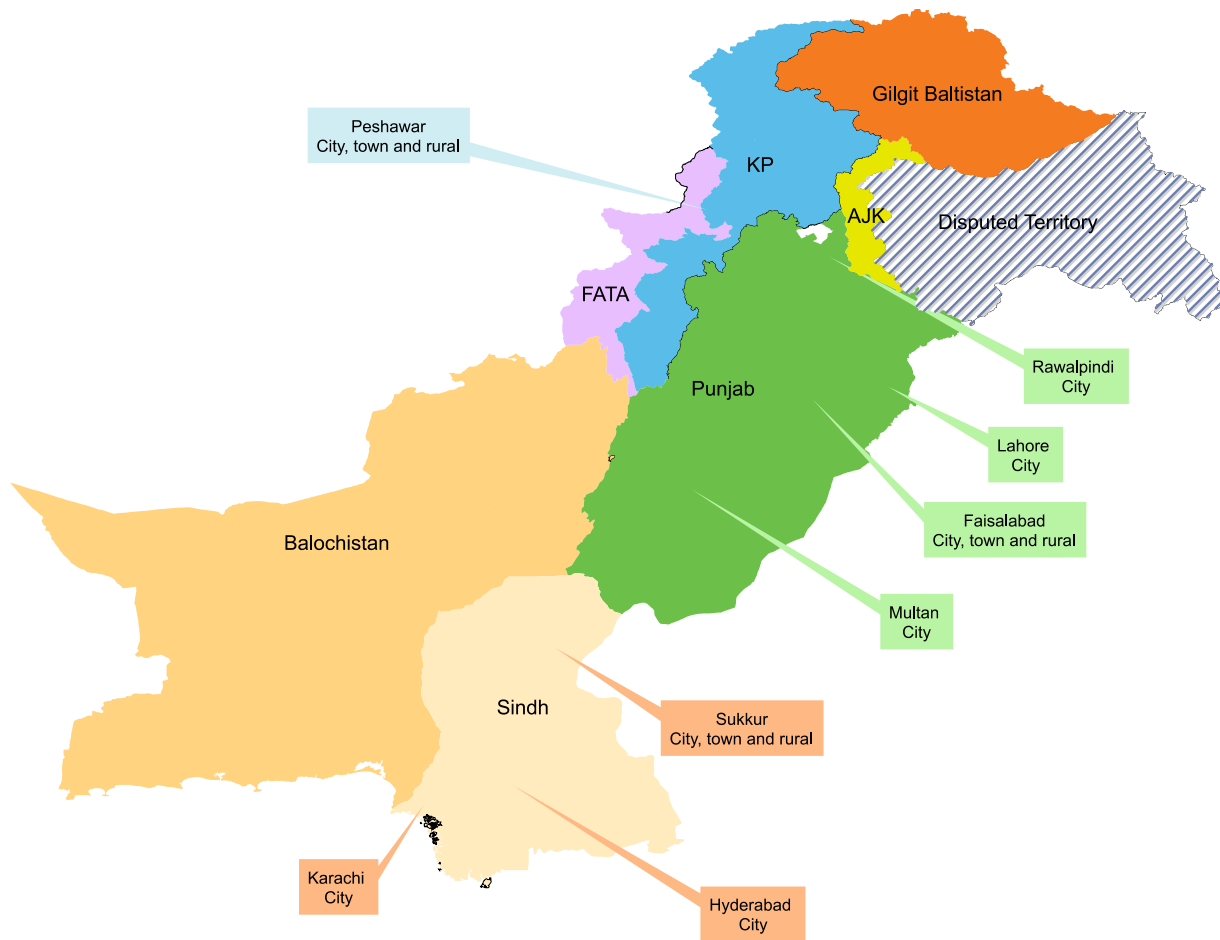 Gilgit Baltistan
Peshawar
City, town and rural
KP
AJK
Disputed Territory
FATA
Rawalpindi
City
Punjab
Lahore
City
Faisalabad
City, town and rural
Balochistan
Multan
City
Sindh
Sukkur
City, town and rural
Karachi
City
Hyderabad
City